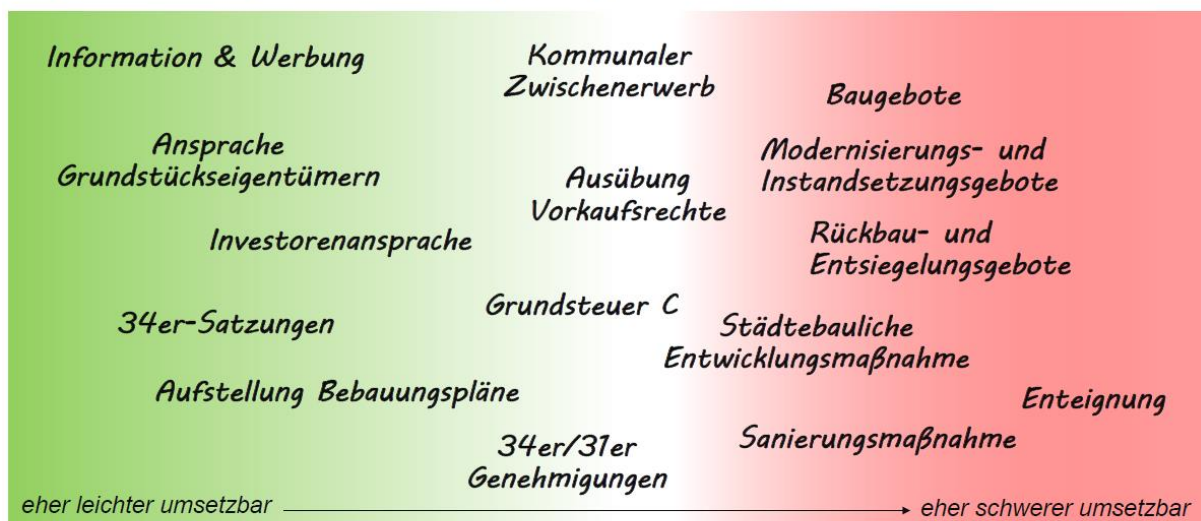 Information & Werbung
Kommunaler
Zwischenerwerb
Baugebote
Ansprache
Grundstückseigentümern
Modernisierungs- und
Instandsetzungsgebote
Ausübung
Vorkaufsrechte
Investorenansprache
Rückbau- und
Entsiegelungsgebote
Grundsteuer C
34er-Satzungen
Städtebauliche
Entwicklungsmaßnahme
Aufstellung Bebauungspläne
Enteignung
34er/31er
Genehmigungen
Sanierungsmaßnahme
eher leichter umsetzbar
eher schwerer umsetzbar